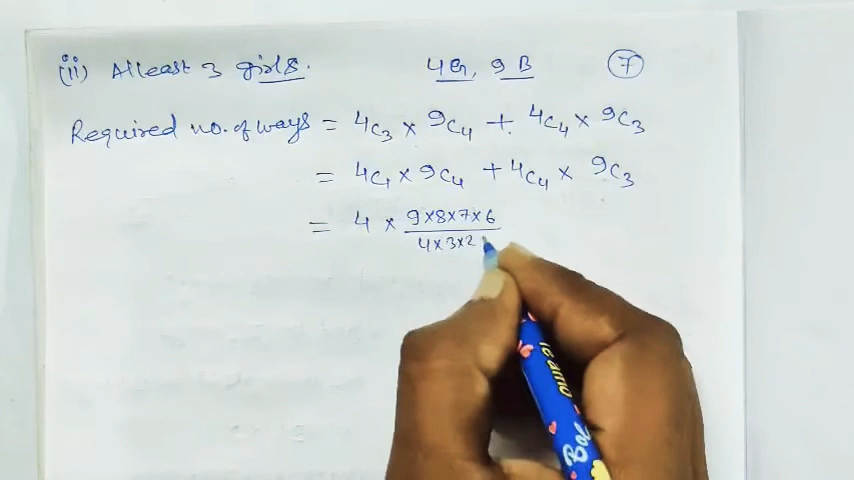 (ii) Atleast 3 girls. 4G, 9B 7
Required no. of ways = 4C3 × 9C4 + 4C4 × 9C3
= 4C1 × 9C4 + 4C4 × 9C3
= 4 × 9×8×7×6
4×3×2